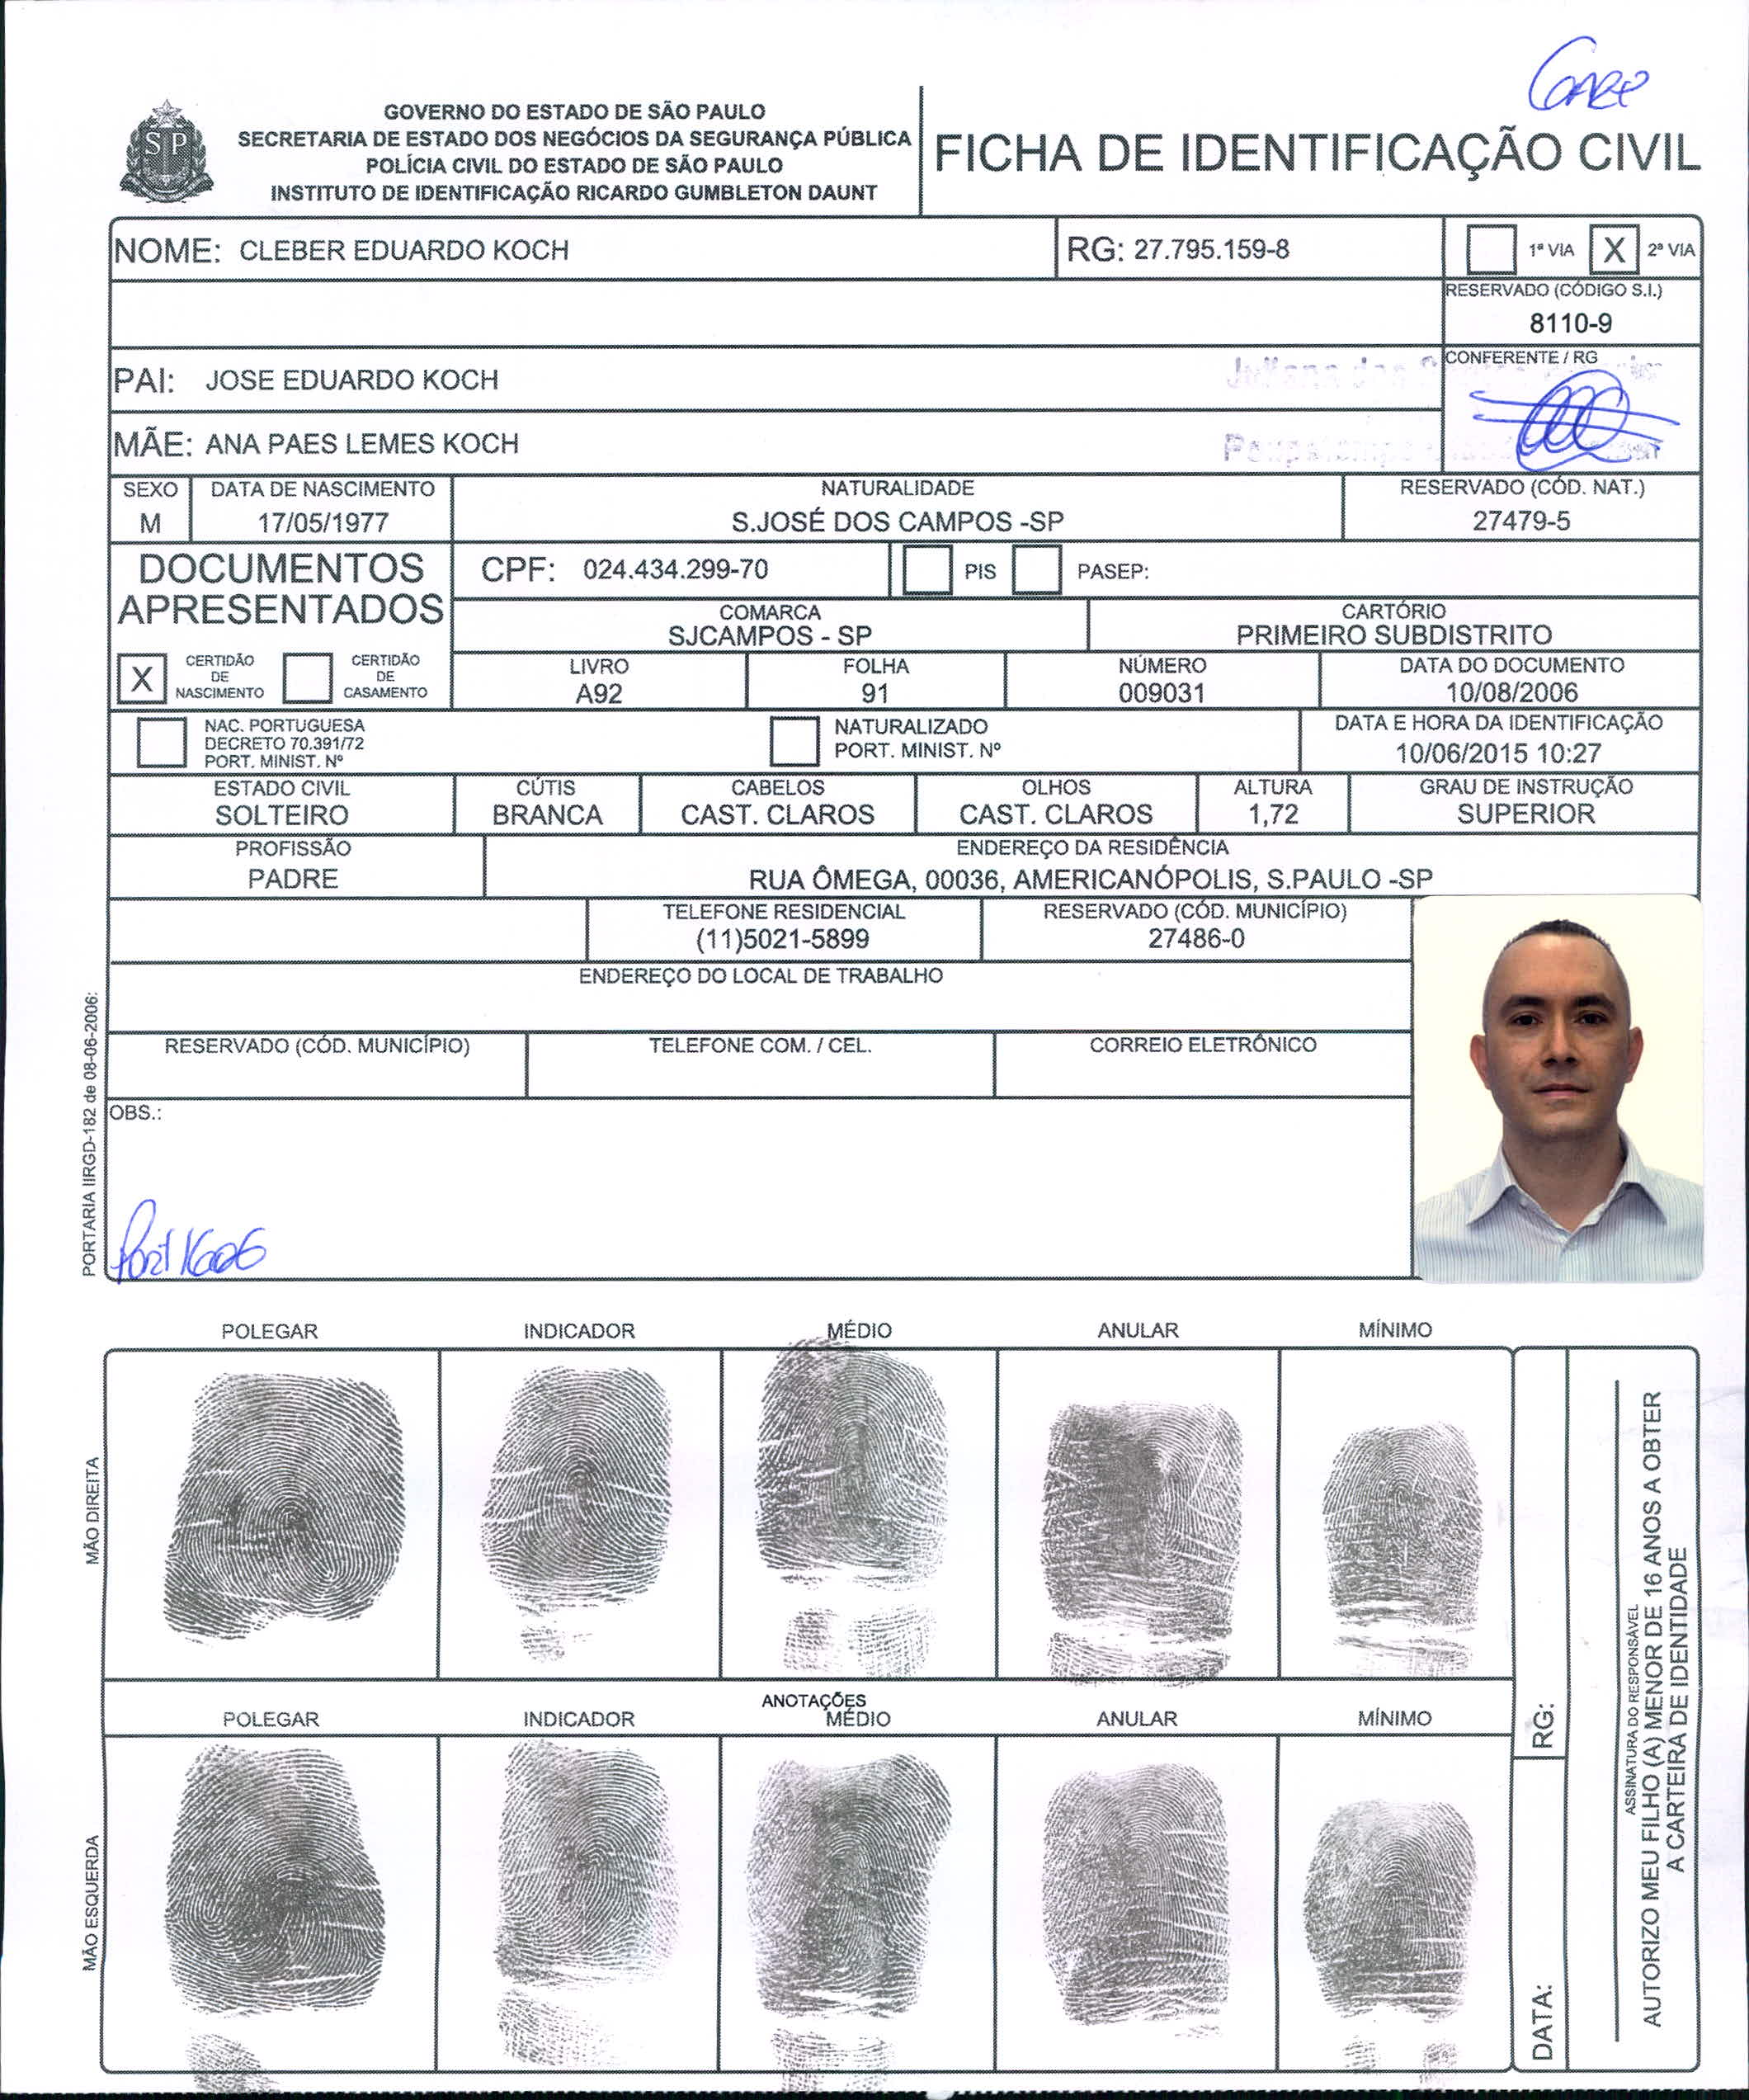 GOVERNO DO ESTADO DE SÃO PAULO
SECRETARIA DE ESTADO DOS NEGÓCIOS DA SEGURANÇA PÚBLICA
POLÍCIA CIVIL DO ESTADO DE SÃO PAULO
INSTITUTO DE IDENTIFICAÇÃO RICARDO GUMBLETON DAUNT
SP
FICHA DE IDENTIFICAÇÃO CIVIL
NOME: CLEBER EDUARDO KOCH RG: 27.795.159-8 1ª VIA X 2ª VIA
RESERVADO (CÓDIGO S.I.)
8110-9
PAI: JOSE EDUARDO KOCH
CONFERENTE / RG
MÃE: ANA PAES LEMES KOCH
SEXO DATA DE NASCIMENTO NATURALIDADE RESERVADO (CÓD. NAT.)
M 17/05/1977 S.JOSÉ DOS CAMPOS -SP 27479-5
DOCUMENTOS APRESENTADOS
CPF: 024.434.299-70 PIS PASEP:
COMARCA CARTÓRIO
SJCAMPOS - SP PRIMEIRO SUBDISTRITO
X CERTIDÃO DE NASCIMENTO CERTIDÃO DE CASAMENTO
LIVRO FOLHA NÚMERO DATA DO DOCUMENTO
A92 91 009031 10/08/2006
NAC. PORTUGUESA
DECRETO 70.391/72
PORT. MINIST. Nº
NATURALIZADO
PORT. MINIST. Nº
DATA E HORA DA IDENTIFICAÇÃO
10/06/2015 10:27
ESTADO CIVIL CÚTIS CABELOS OLHOS ALTURA GRAU DE INSTRUÇÃO
SOLTEIRO BRANCA CAST. CLAROS CAST. CLAROS 1,72 SUPERIOR
PROFISSÃO ENDEREÇO DA RESIDÊNCIA
PADRE RUA ÔMEGA, 00036, AMERICANÓPOLIS, S.PAULO -SP
TELEFONE RESIDENCIAL RESERVADO (CÓD. MUNICÍPIO)
(11)5021-5899 27486-0
ENDEREÇO DO LOCAL DE TRABALHO
RESERVADO (CÓD. MUNICÍPIO) TELEFONE COM. / CEL. CORREIO ELETRÔNICO
OBS.:
PORTARIA IIRGD-182 de 08-06-2006:
POLEGAR INDICADOR MÉDIO ANULAR MÍNIMO
MÃO DIREITA
ANOTAÇÕES
POLEGAR INDICADOR MÉDIO ANULAR MÍNIMO
MÃO ESQUERDA
RG:
DATA:
ASSINATURA DO RESPONSÁVEL
AUTORIZO MEU FILHO (A) MENOR DE 16 ANOS A OBTER
A CARTEIRA DE IDENTIDADE